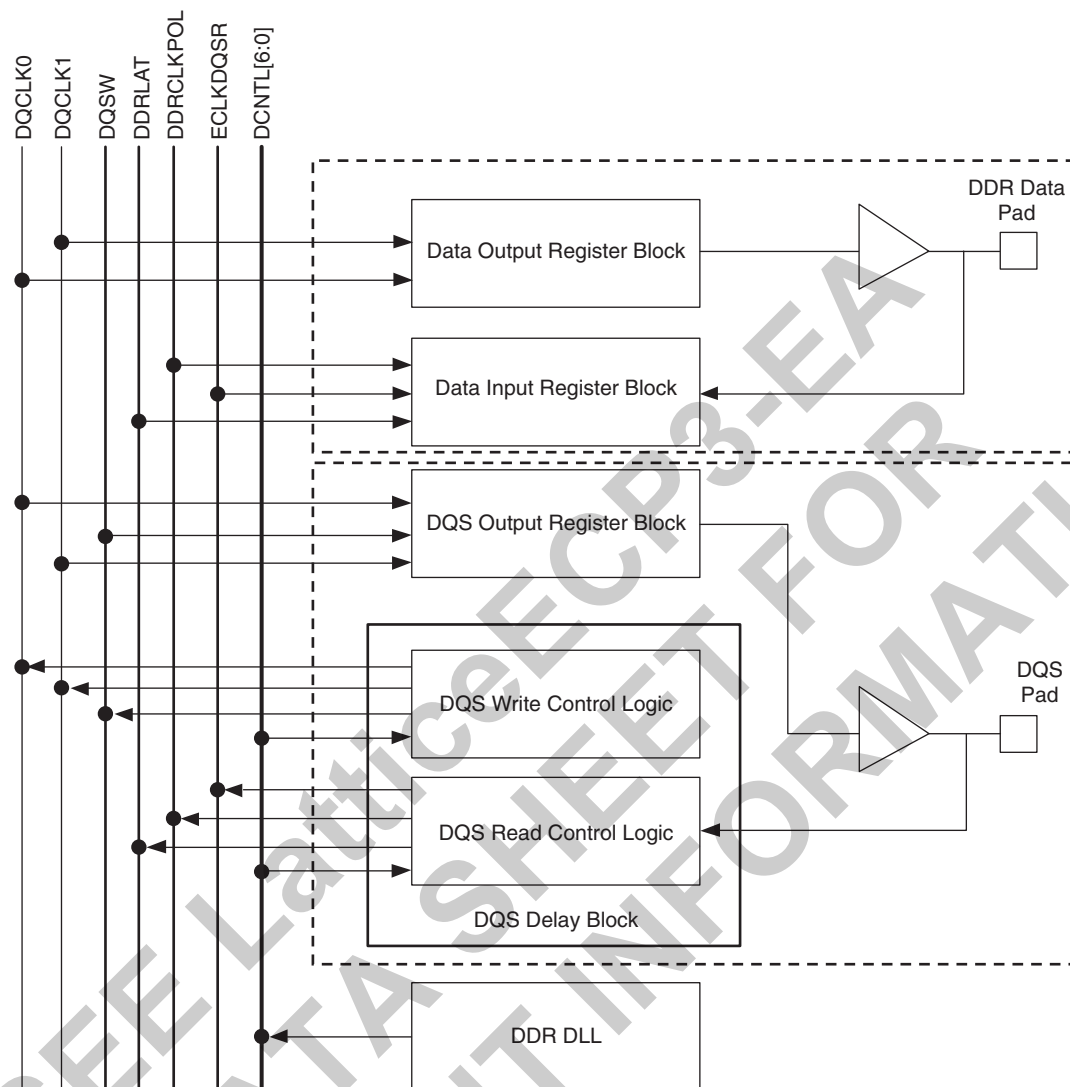 DQCLK0
DQCLK1
DQSW
DDRLAT
DDRCLKPOL
ECLKDQSR
DCNTL[6:0]
DDR Data
Pad
Data Output Register Block
Data Input Register Block
DQS Output Register Block
DQS Write Control Logic
DQS
Pad
DQS Read Control Logic
DQS Delay Block
DDR DLL
SEE LatticeECP3-EA
DATA SHEET FOR